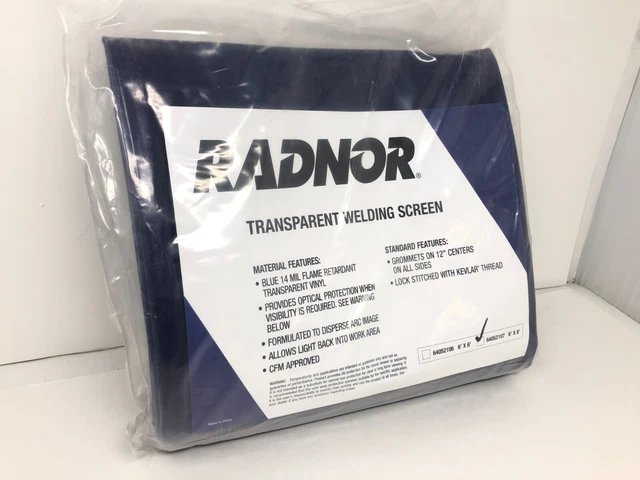 RADNOR®
TRANSPARENT WELDING SCREEN
MATERIAL FEATURES:
• BLUE 14 MIL FLAME RETARDANT
TRANSPARENT VINYL
• PROVIDES OPTICAL PROTECTION WHEN
VISIBILITY IS REQUIRED. SEE WARNING
BELOW
• FORMULATED TO DISPERSE ARC IMAGE
• ALLOWS LIGHT BACK INTO WORK AREA
• CFM APPROVED
STANDARD FEATURES:
• GROMMETS ON 12" CENTERS
ON ALL SIDES
• LOCK STITCHED WITH KEVLAR® THREAD
64052106 6' X 6' 64052107 6' X 8'